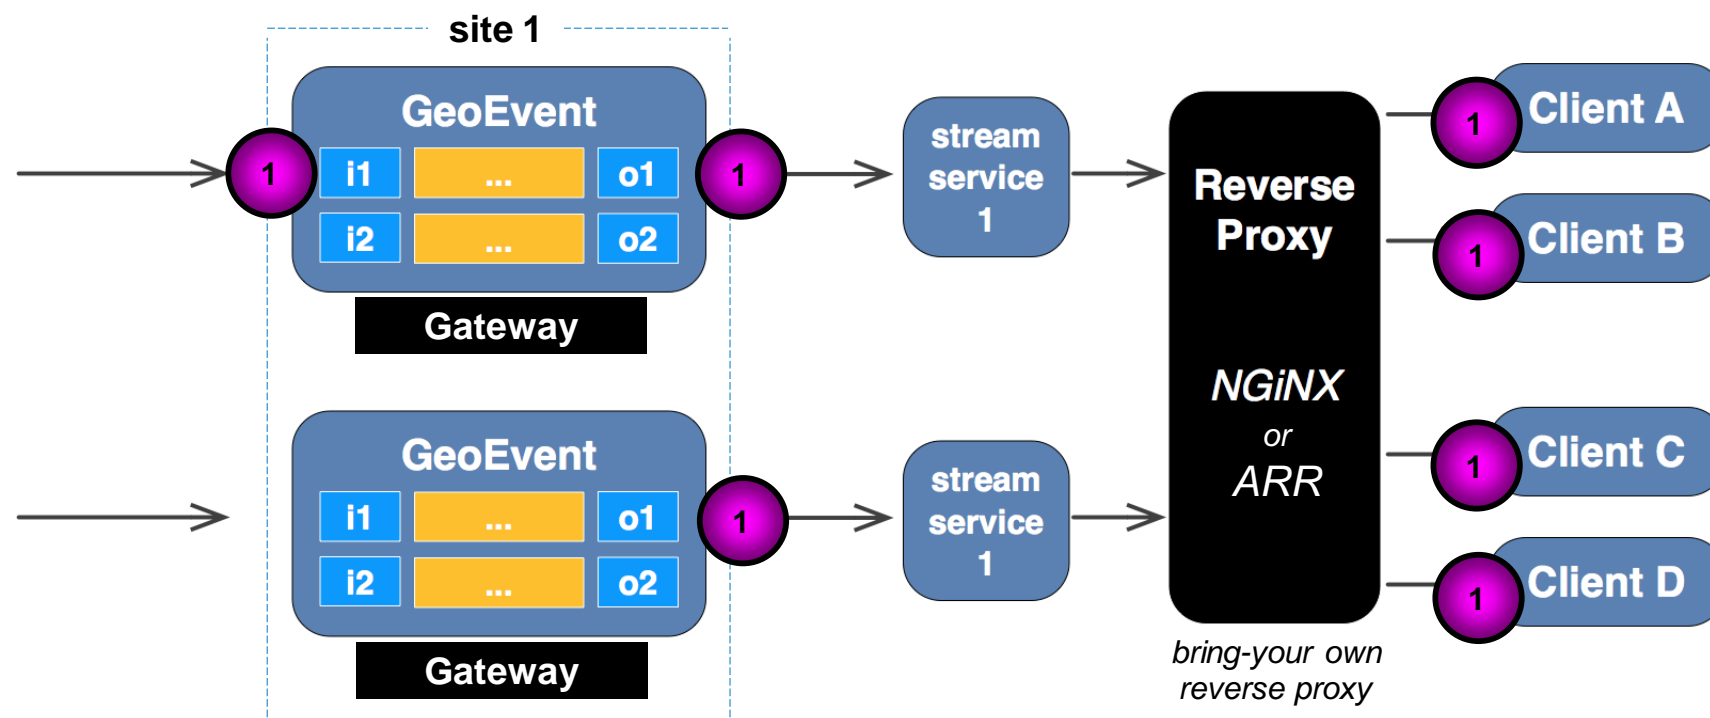 site 1
GeoEvent
1
i1
...
o1
1
i2
...
o2
Gateway
stream
service
1
Reverse
Proxy
NGiNX
or
ARR
bring-your own
reverse proxy
1
Client A
1
Client B
GeoEvent
i1
...
o1
1
i2
...
o2
Gateway
stream
service
1
1
Client C
1
Client D